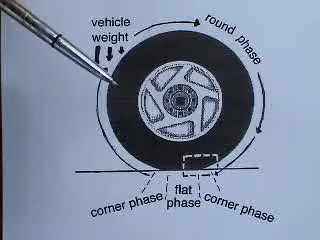 vehicle
weight
round phase
corner phase
flat
phase
corner phase